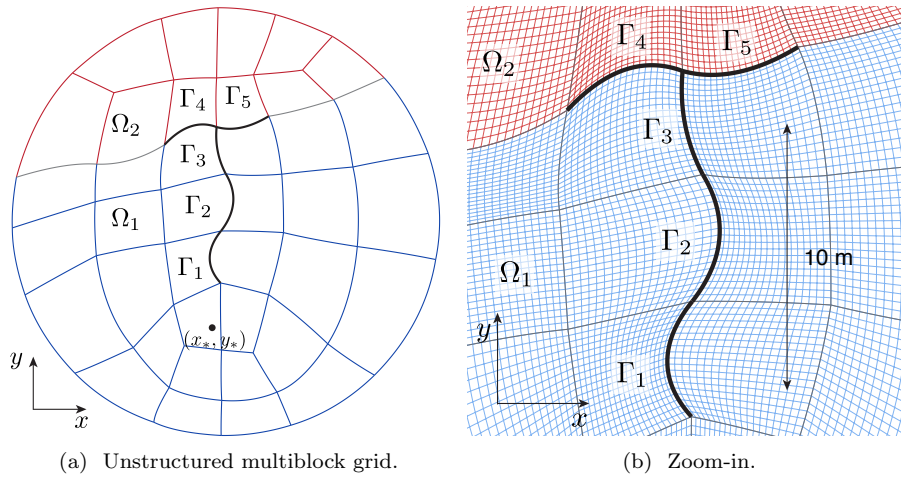 Ω₂
Γ₄
Γ₅
Γ₃
Ω₁
Γ₂
Γ₁
(x*, y*)
y
x
(a) Unstructured multiblock grid.
Ω₂
Γ₄
Γ₅
Γ₃
Γ₂
10 m
Ω₁
y
Γ₁
x
(b) Zoom-in.